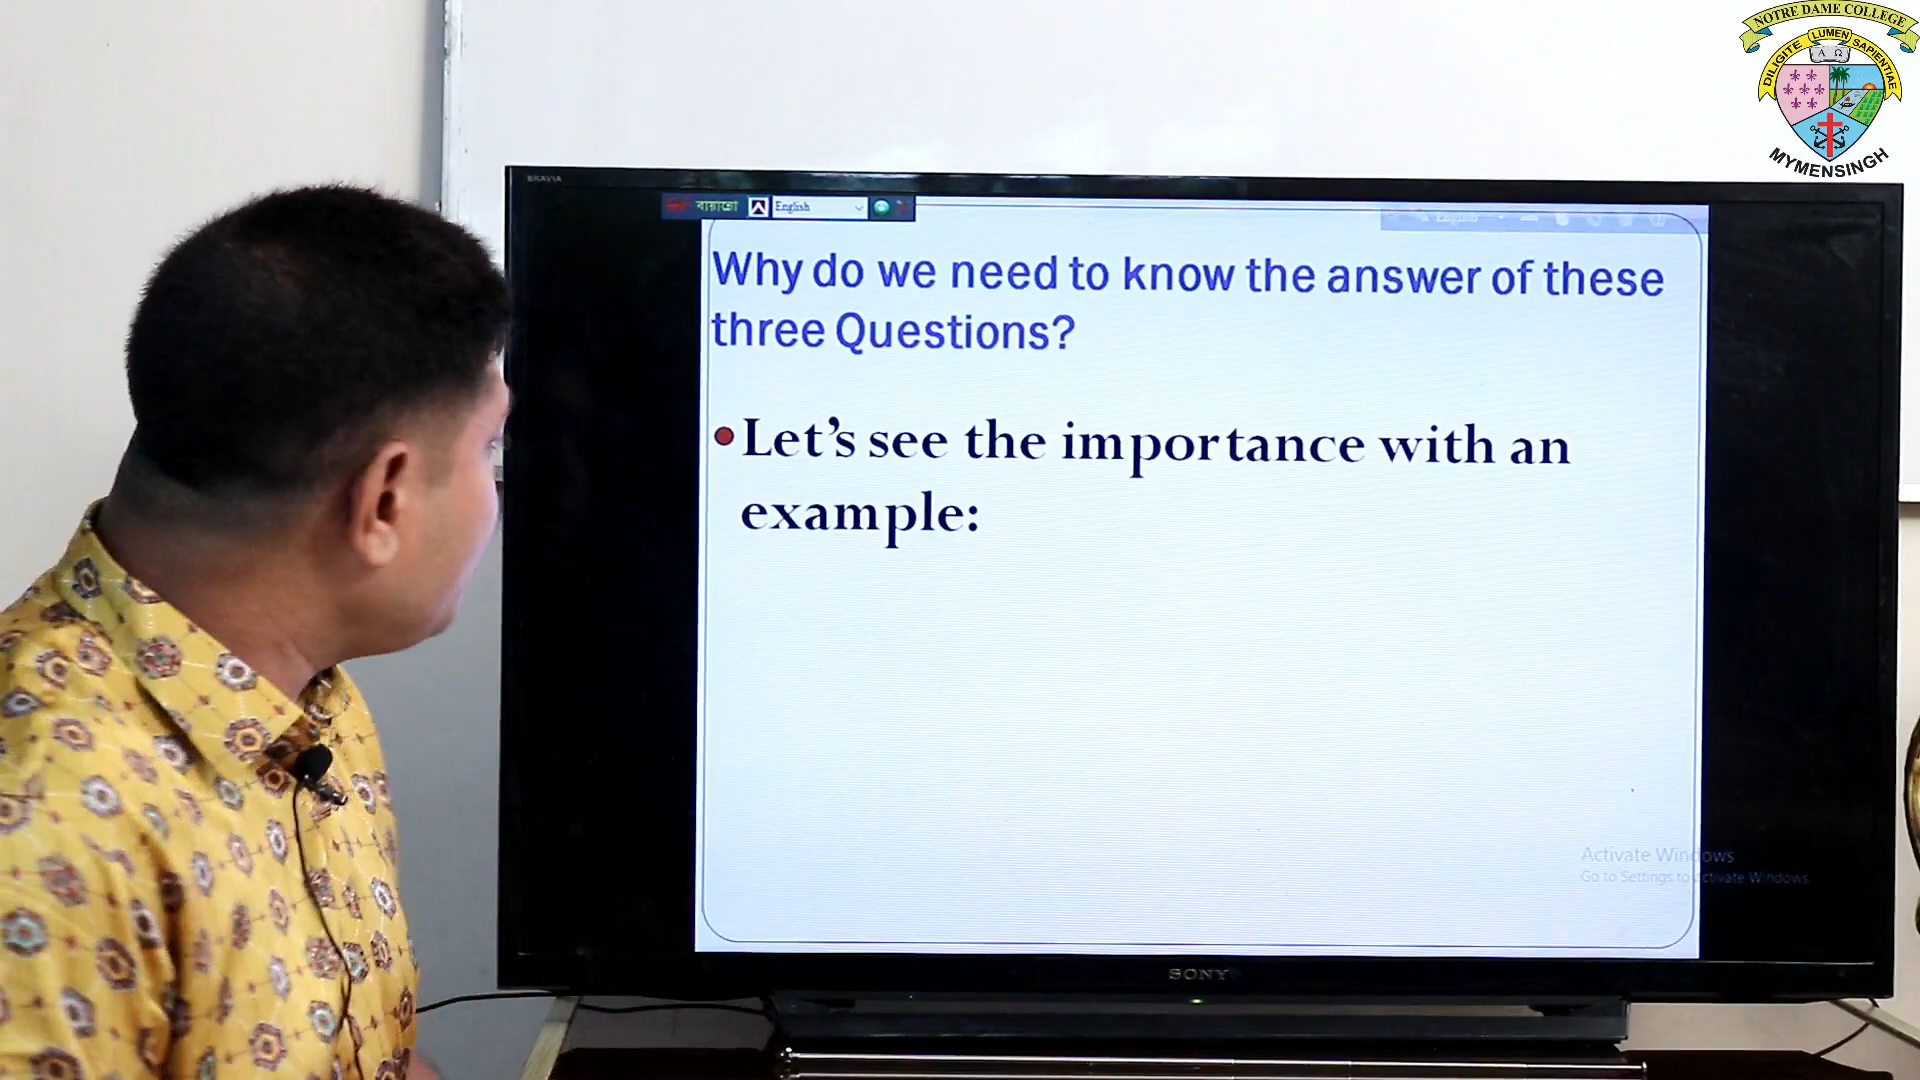 NOTRE DAME COLLEGE
DILIGITE LUMEN SAPIENTIAE
Α Ω
MYMENSINGH
BRAVIA
বায়ান্নো
English
English
Why do we need to know the answer of these
three Questions?
•Let's see the importance with an
example:
Activate Windows
Go to Settings to activate Windows
SONY